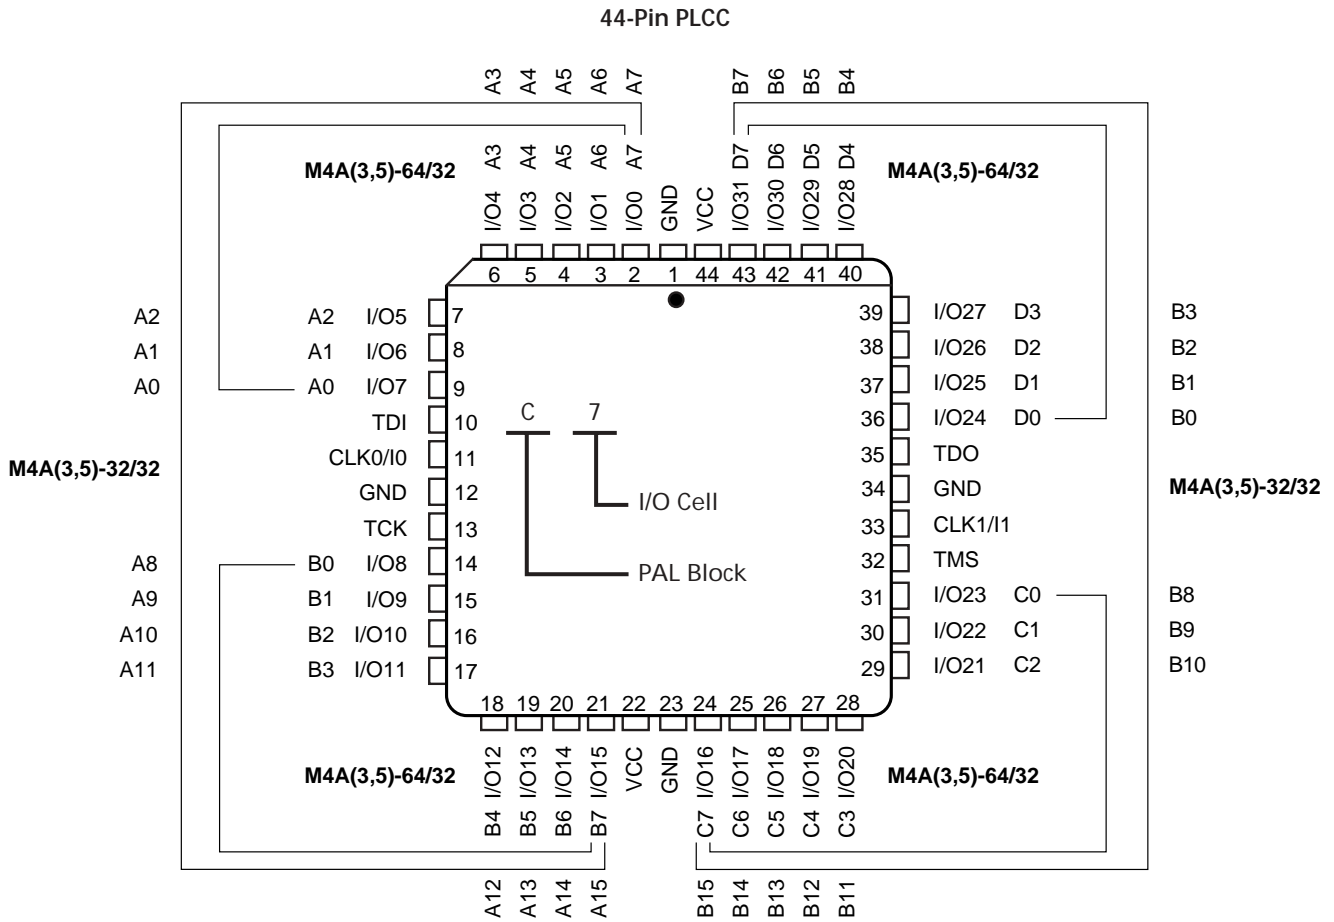 44-Pin PLCC
A3 A4 A5 A6 A7 B7 B6 B5 B4
M4A(3,5)-64/32 A3 A4 A5 A6 A7 D7 D6 D5 D4 M4A(3,5)-64/32
I/O4 I/O3 I/O2 I/O1 I/O0 GND VCC I/O31 I/O30 I/O29 I/O28
6 5 4 3 2 1 44 43 42 41 40
A2 A2 I/O5 7 39 I/O27 D3 B3
A1 A1 I/O6 8 38 I/O26 D2 B2
A0 A0 I/O7 9 37 I/O25 D1 B1
TDI 10 C 7 36 I/O24 D0 B0
CLK0/I0 11 35 TDO
M4A(3,5)-32/32 M4A(3,5)-32/32
GND 12 I/O Cell 34 GND
TCK 13 33 CLK1/I1
A8 B0 I/O8 14 PAL Block 32 TMS
A9 B1 I/O9 15 31 I/O23 C0 B8
A10 B2 I/O10 16 30 I/O22 C1 B9
A11 B3 I/O11 17 29 I/O21 C2 B10
18 19 20 21 22 23 24 25 26 27 28
M4A(3,5)-64/32 I/O12 I/O13 I/O14 I/O15 VCC GND I/O16 I/O17 I/O18 I/O19 I/O20 M4A(3,5)-64/32
B4 B5 B6 B7 C7 C6 C5 C4 C3
A12 A13 A14 A15 B15 B14 B13 B12 B11